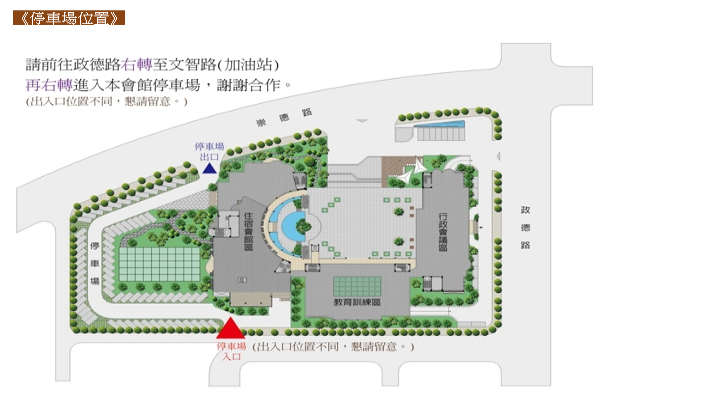 《停車場位置》
請前往政德路右轉至文智路(加油站)
再右轉進入本會館停車場，謝謝合作。
(出入口位置不同，懇請留意。)
崇德路
停車場
出口
住宿會館區
行政會議區
政德路
停車場
教育訓練區
停車場
入口
(出入口位置不同，懇請留意。)